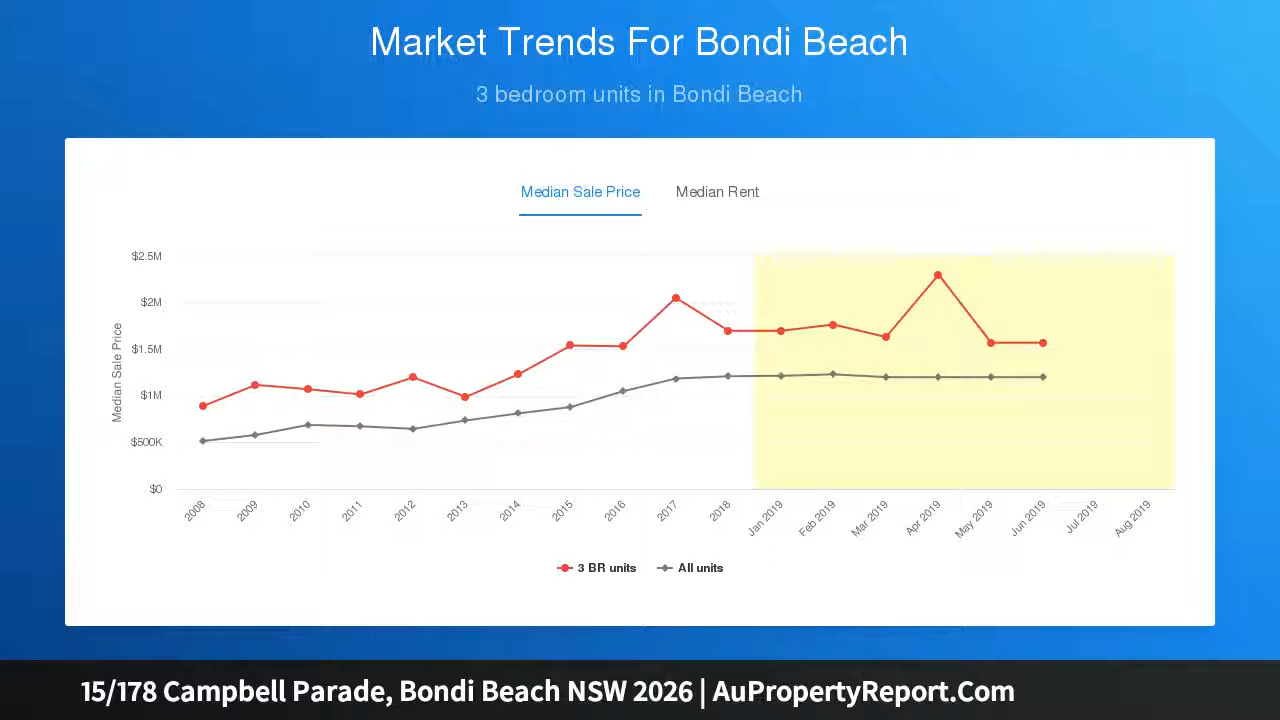 Market Trends For Bondi Beach
3 bedroom units in Bondi Beach
Median Sale Price Median Rent
$2.5M
$2M
$1.5M
$1M
$500K
$0
Median Sale Price
2008 2009 2010 2011 2012 2013 2014 2015 2016 2017 2018 Jan 2019 Feb 2019 Mar 2019 Apr 2019 May 2019 Jun 2019 Jul 2019 Aug 2019
3 BR units All units
15/178 Campbell Parade, Bondi Beach NSW 2026 | AuPropertyReport.Com